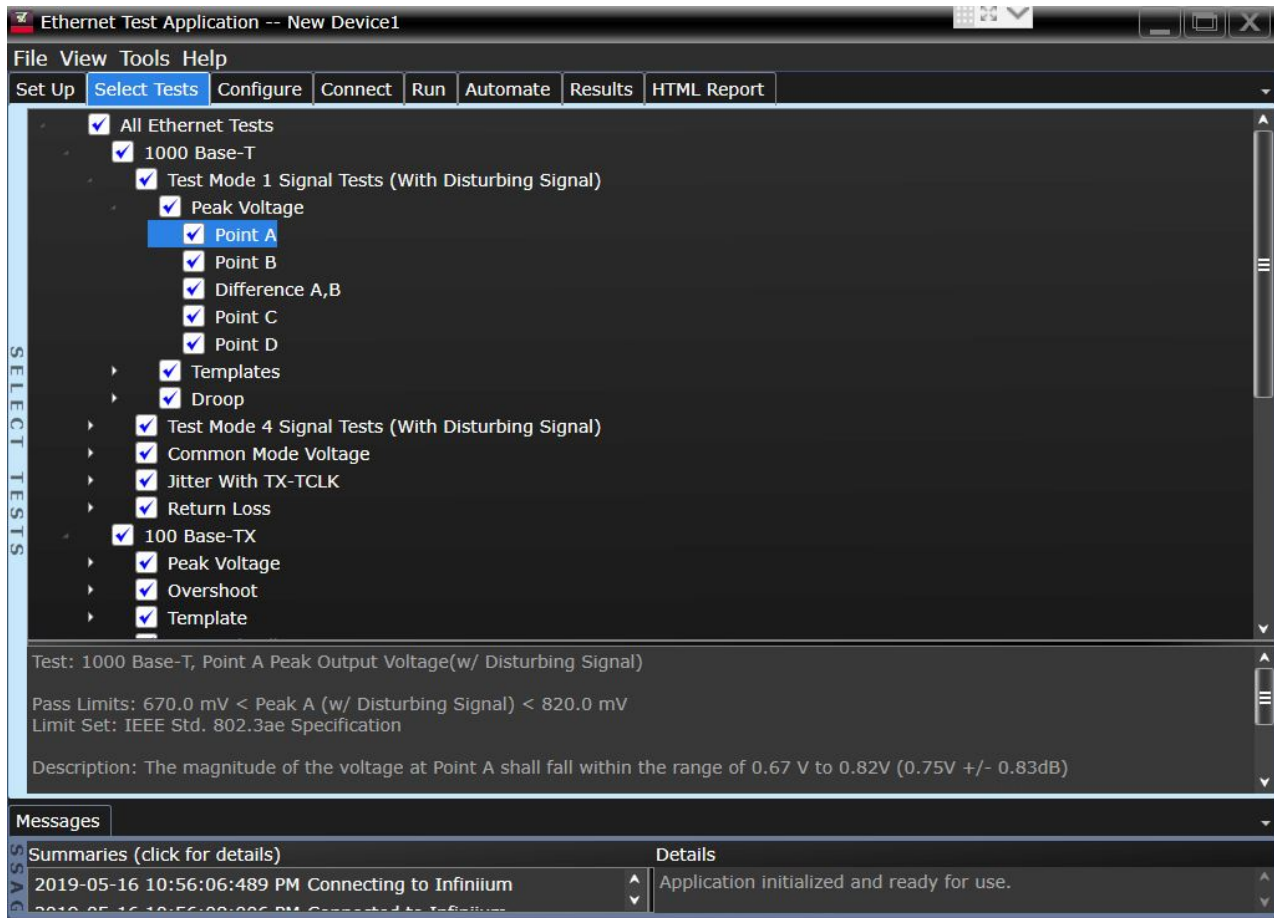 Ethernet Test Application -- New Device1
File View Tools Help
Set Up Select Tests Configure Connect Run Automate Results HTML Report
SELECT TESTS
All Ethernet Tests
1000 Base-T
Test Mode 1 Signal Tests (With Disturbing Signal)
Peak Voltage
Point A
Point B
Difference A,B
Point C
Point D
Templates
Droop
Test Mode 4 Signal Tests (With Disturbing Signal)
Common Mode Voltage
Jitter With TX-TCLK
Return Loss
100 Base-TX
Peak Voltage
Overshoot
Template
Test: 1000 Base-T, Point A Peak Output Voltage(w/ Disturbing Signal)
Pass Limits: 670.0 mV < Peak A (w/ Disturbing Signal) < 820.0 mV
Limit Set: IEEE Std. 802.3ae Specification
Description: The magnitude of the voltage at Point A shall fall within the range of 0.67 V to 0.82V (0.75V +/- 0.83dB)
Messages
Summaries (click for details) Details
2019-05-16 10:56:06:489 PM Connecting to Infiniium
Application initialized and ready for use.